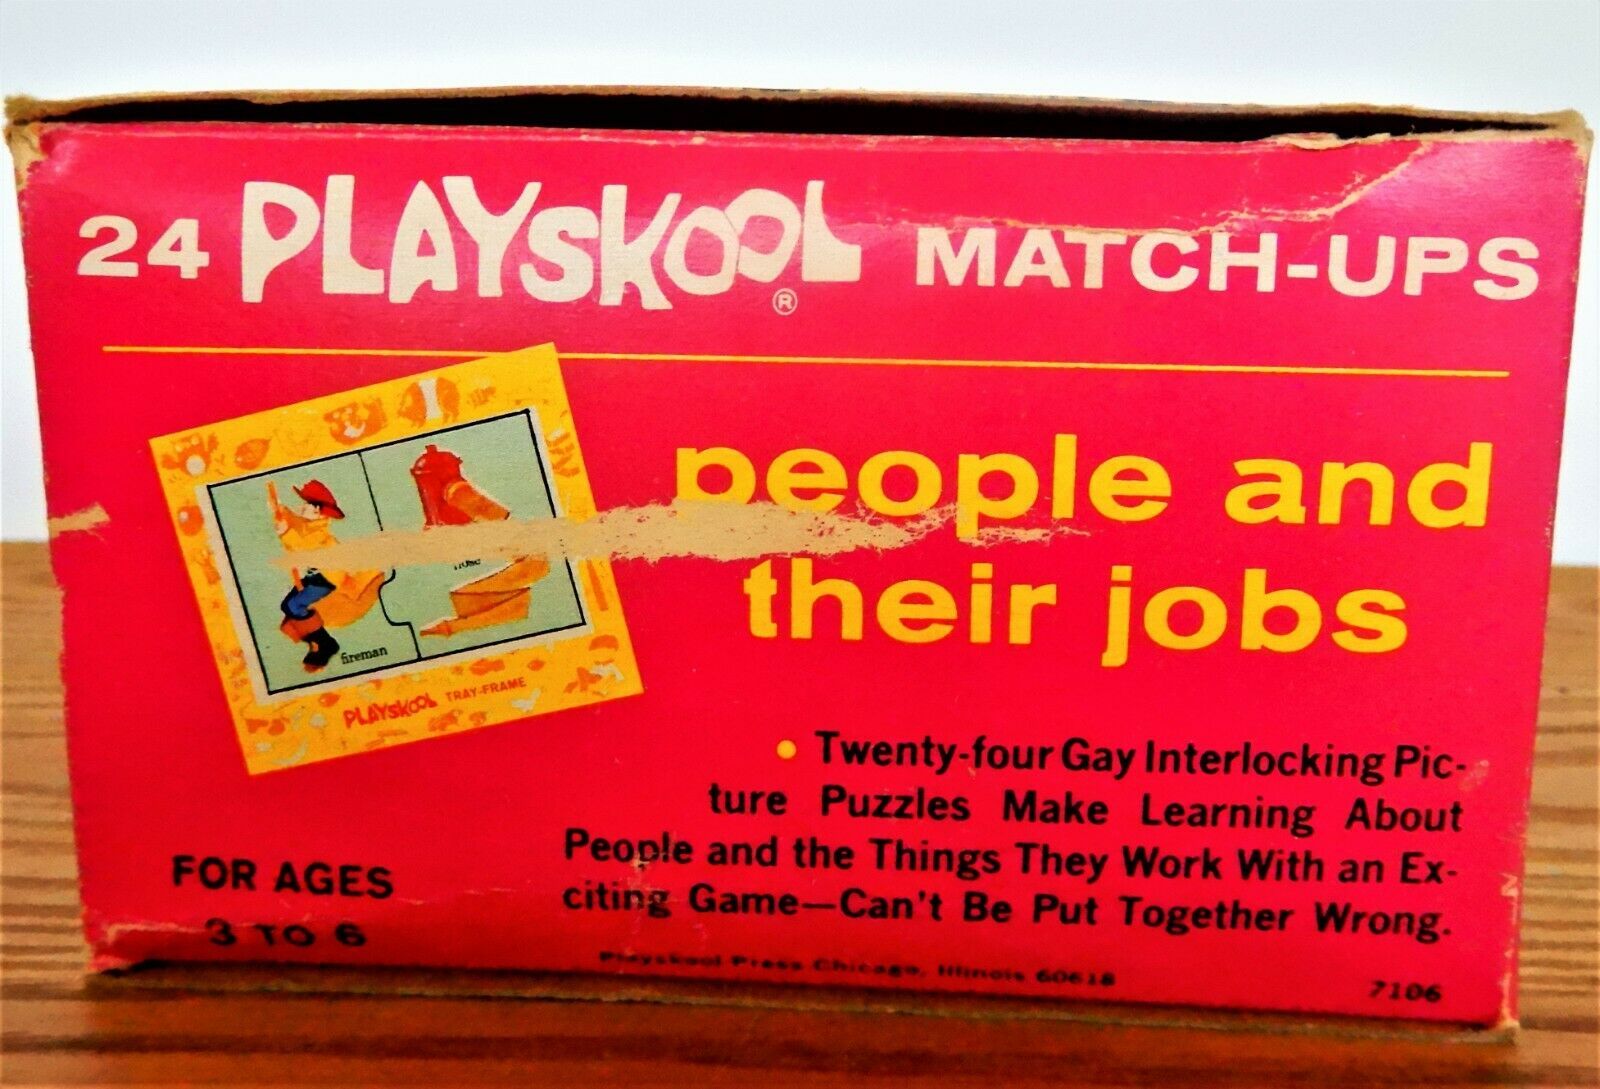 24 PLAYSKOOL® MATCH-UPS
people and
their jobs
hose
fireman
PLAYSKOOL TRAY-FRAME
• Twenty-four Gay Interlocking Pic-
ture Puzzles Make Learning About
People and the Things They Work With an Ex-
citing Game—Can't Be Put Together Wrong.
FOR AGES
3 TO 6
Playskool Press Chicago, Illinois 60618
7106